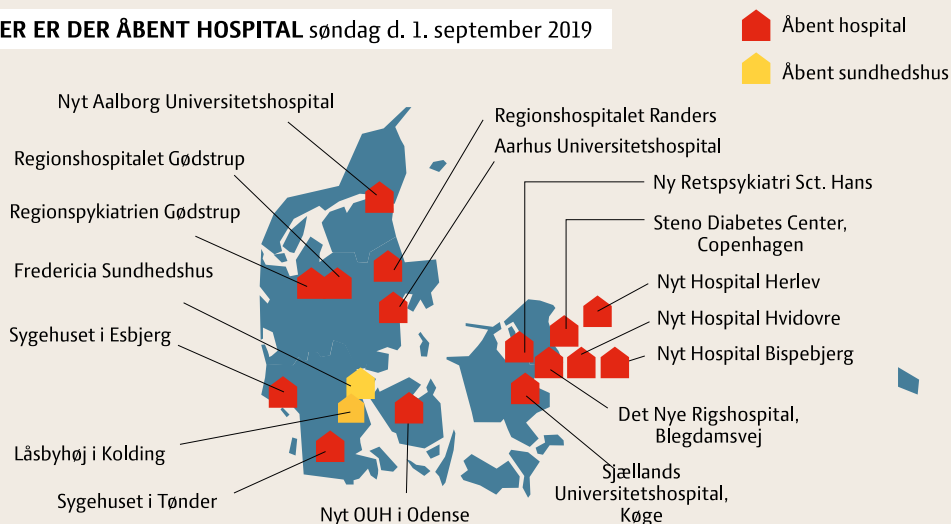 ER ER DER ÅBENT HOSPITAL søndag d. 1. september 2019
Åbent hospital
Åbent sundhedshus
Nyt Aalborg Universitetshospital
Regionshospitalet Gødstrup
Regionspykiatrien Gødstrup
Fredericia Sundhedshus
Sygehuset i Esbjerg
Låsbyhøj i Kolding
Sygehuset i Tønder
Nyt OUH i Odense
Regionshospitalet Randers
Aarhus Universitetshospital
Ny Retspsykiatri Sct. Hans
Steno Diabetes Center,
Copenhagen
Nyt Hospital Herlev
Nyt Hospital Hvidovre
Nyt Hospital Bispebjerg
Det Nye Rigshospital,
Blegdamsvej
Sjællands
Universitetshospital,
Køge